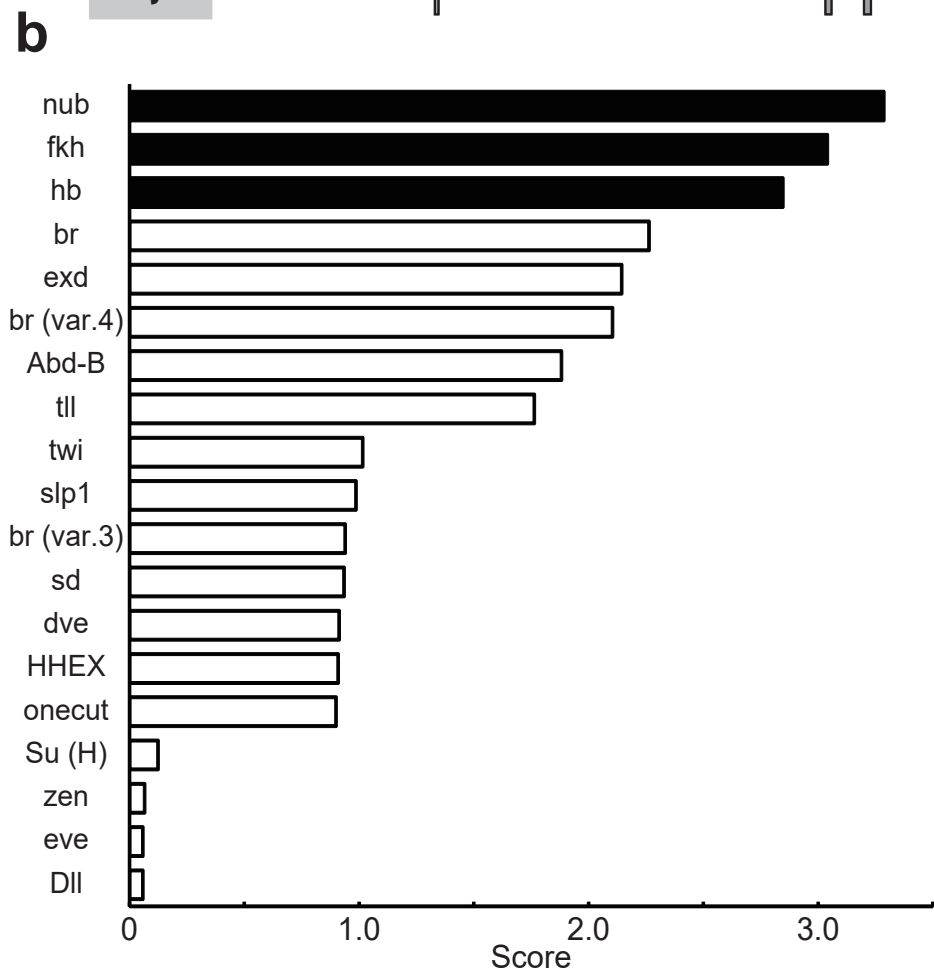 b
nub
fkh
hb
br
exd
br (var.4)
Abd-B
tll
twi
slp1
br (var.3)
sd
dve
HHEX
onecut
Su (H)
zen
eve
Dll
0 1.0 2.0 3.0
Score